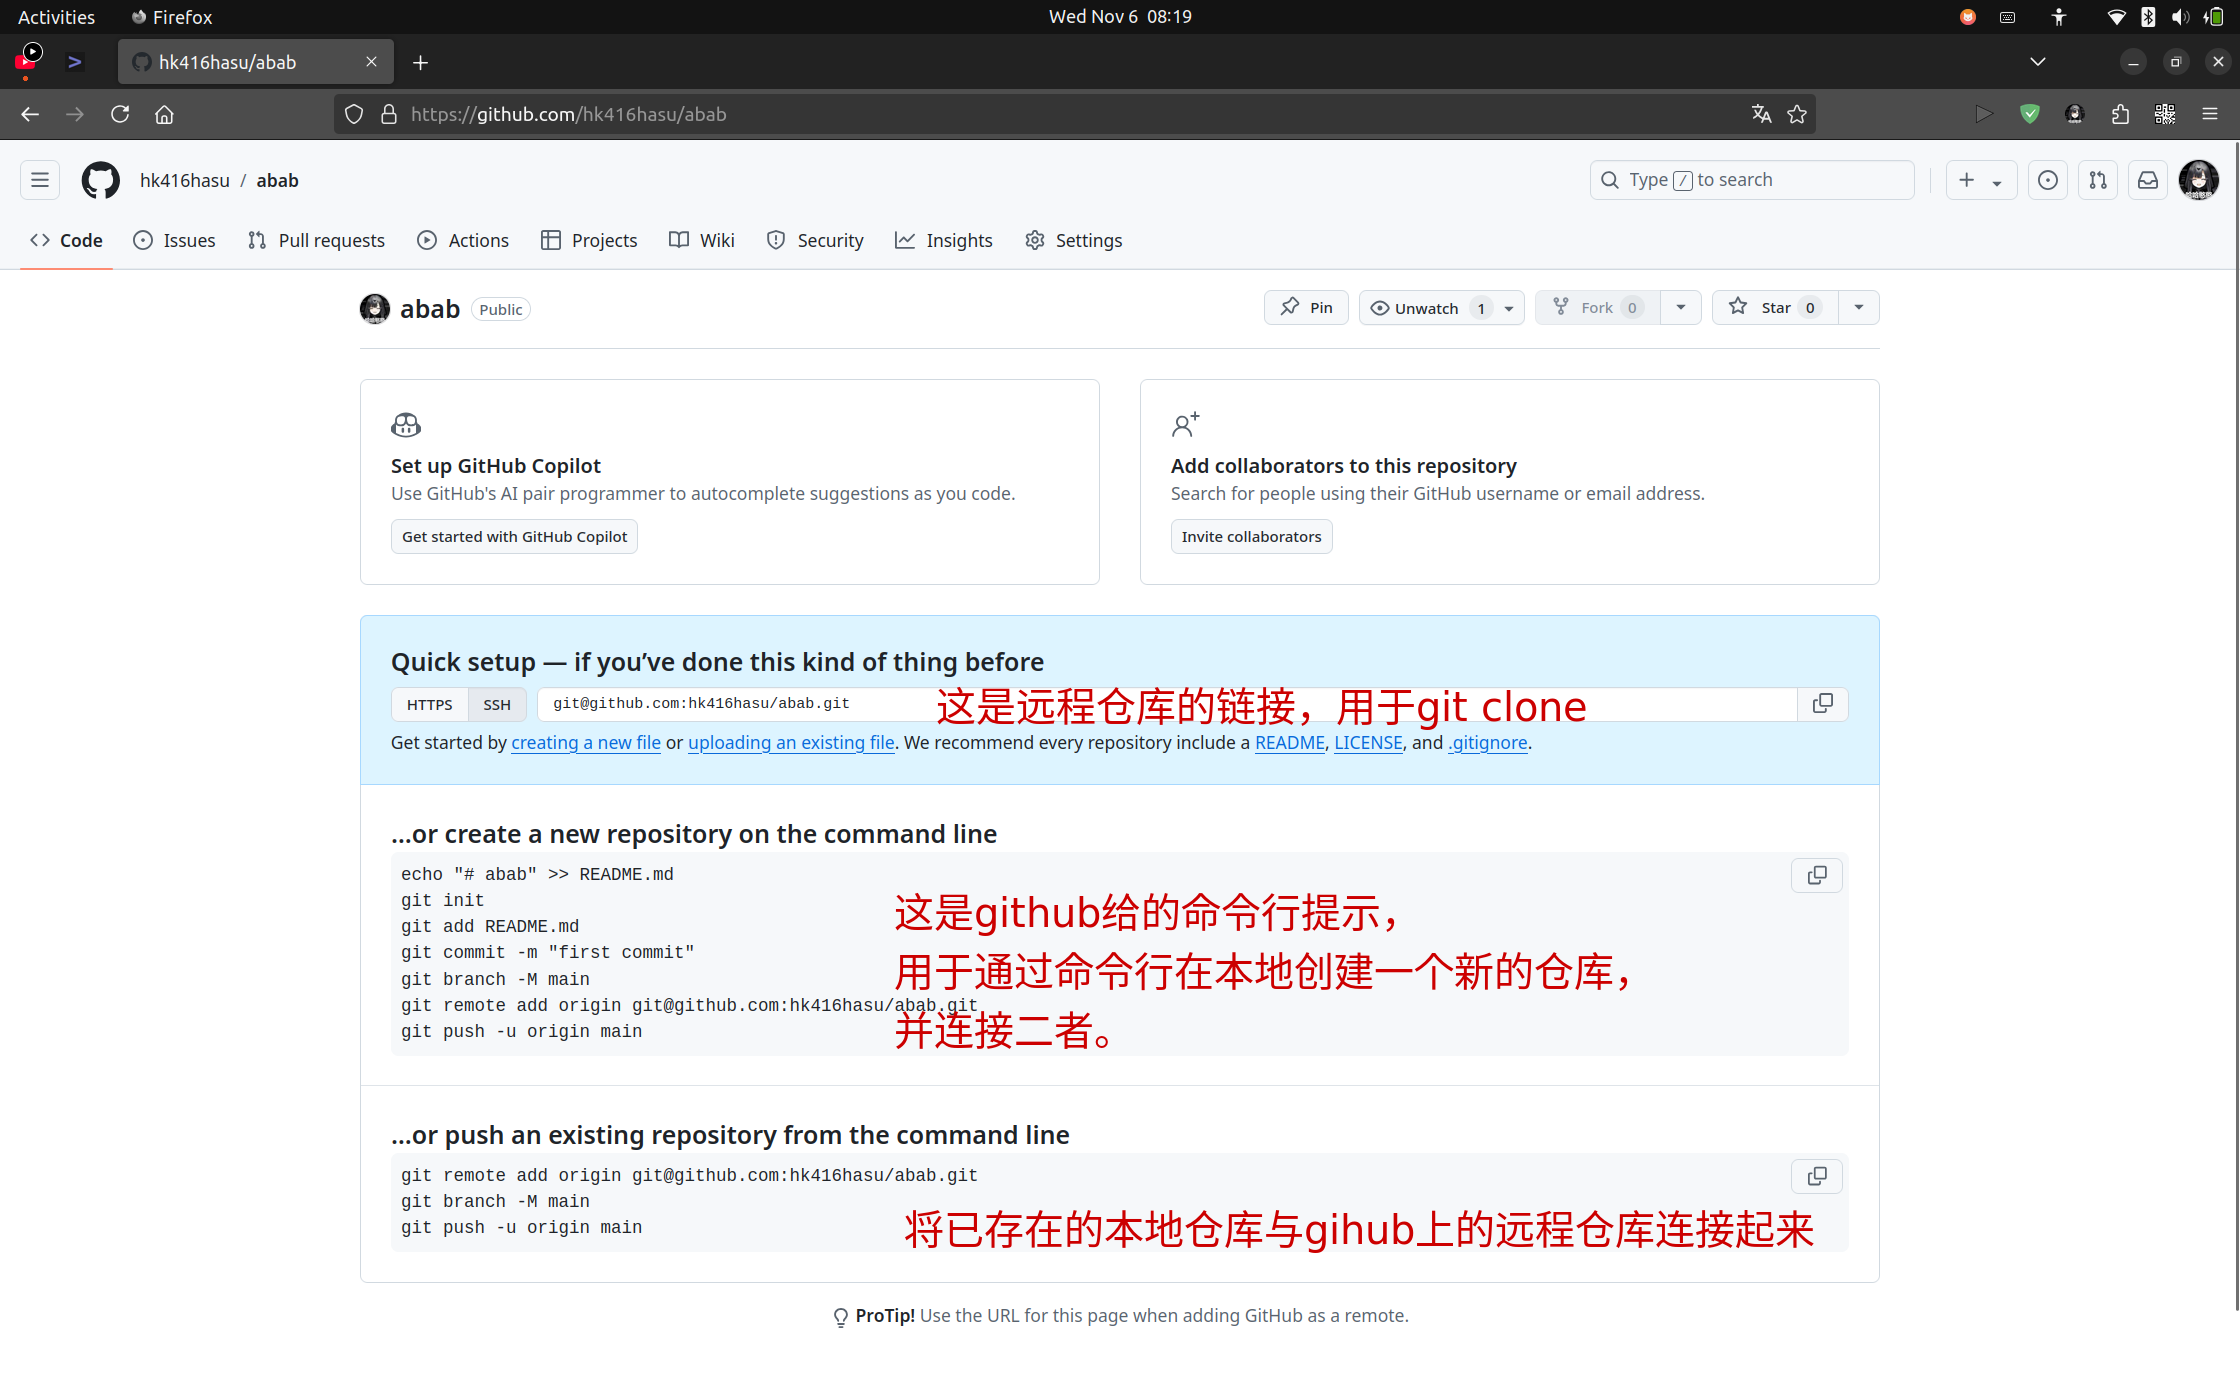 Activities
Firefox
Wed Nov 6 08:19
hk416hasu/abab
https://github.com/hk416hasu/abab
hk416hasu / abab
Type / to search
Code
Issues
Pull requests
Actions
Projects
Wiki
Security
Insights
Settings
abab Public
Pin
Unwatch 1
Fork 0
Star 0
Set up GitHub Copilot
Use GitHub's AI pair programmer to autocomplete suggestions as you code.
Get started with GitHub Copilot
Add collaborators to this repository
Search for people using their GitHub username or email address.
Invite collaborators
Quick setup — if you’ve done this kind of thing before
HTTPS SSH git@github.com:hk416hasu/abab.git
这是远程仓库的链接，用于git clone
Get started by creating a new file or uploading an existing file. We recommend every repository include a README, LICENSE, and .gitignore.
…or create a new repository on the command line
echo "# abab" >> README.md
git init
git add README.md
git commit -m "first commit"
git branch -M main
git remote add origin git@github.com:hk416hasu/abab.git
git push -u origin main
这是github给的命令行提示，
用于通过命令行在本地创建一个新的仓库，
并连接二者。
…or push an existing repository from the command line
git remote add origin git@github.com:hk416hasu/abab.git
git branch -M main
git push -u origin main
将已存在的本地仓库与gihub上的远程仓库连接起来
ProTip! Use the URL for this page when adding GitHub as a remote.